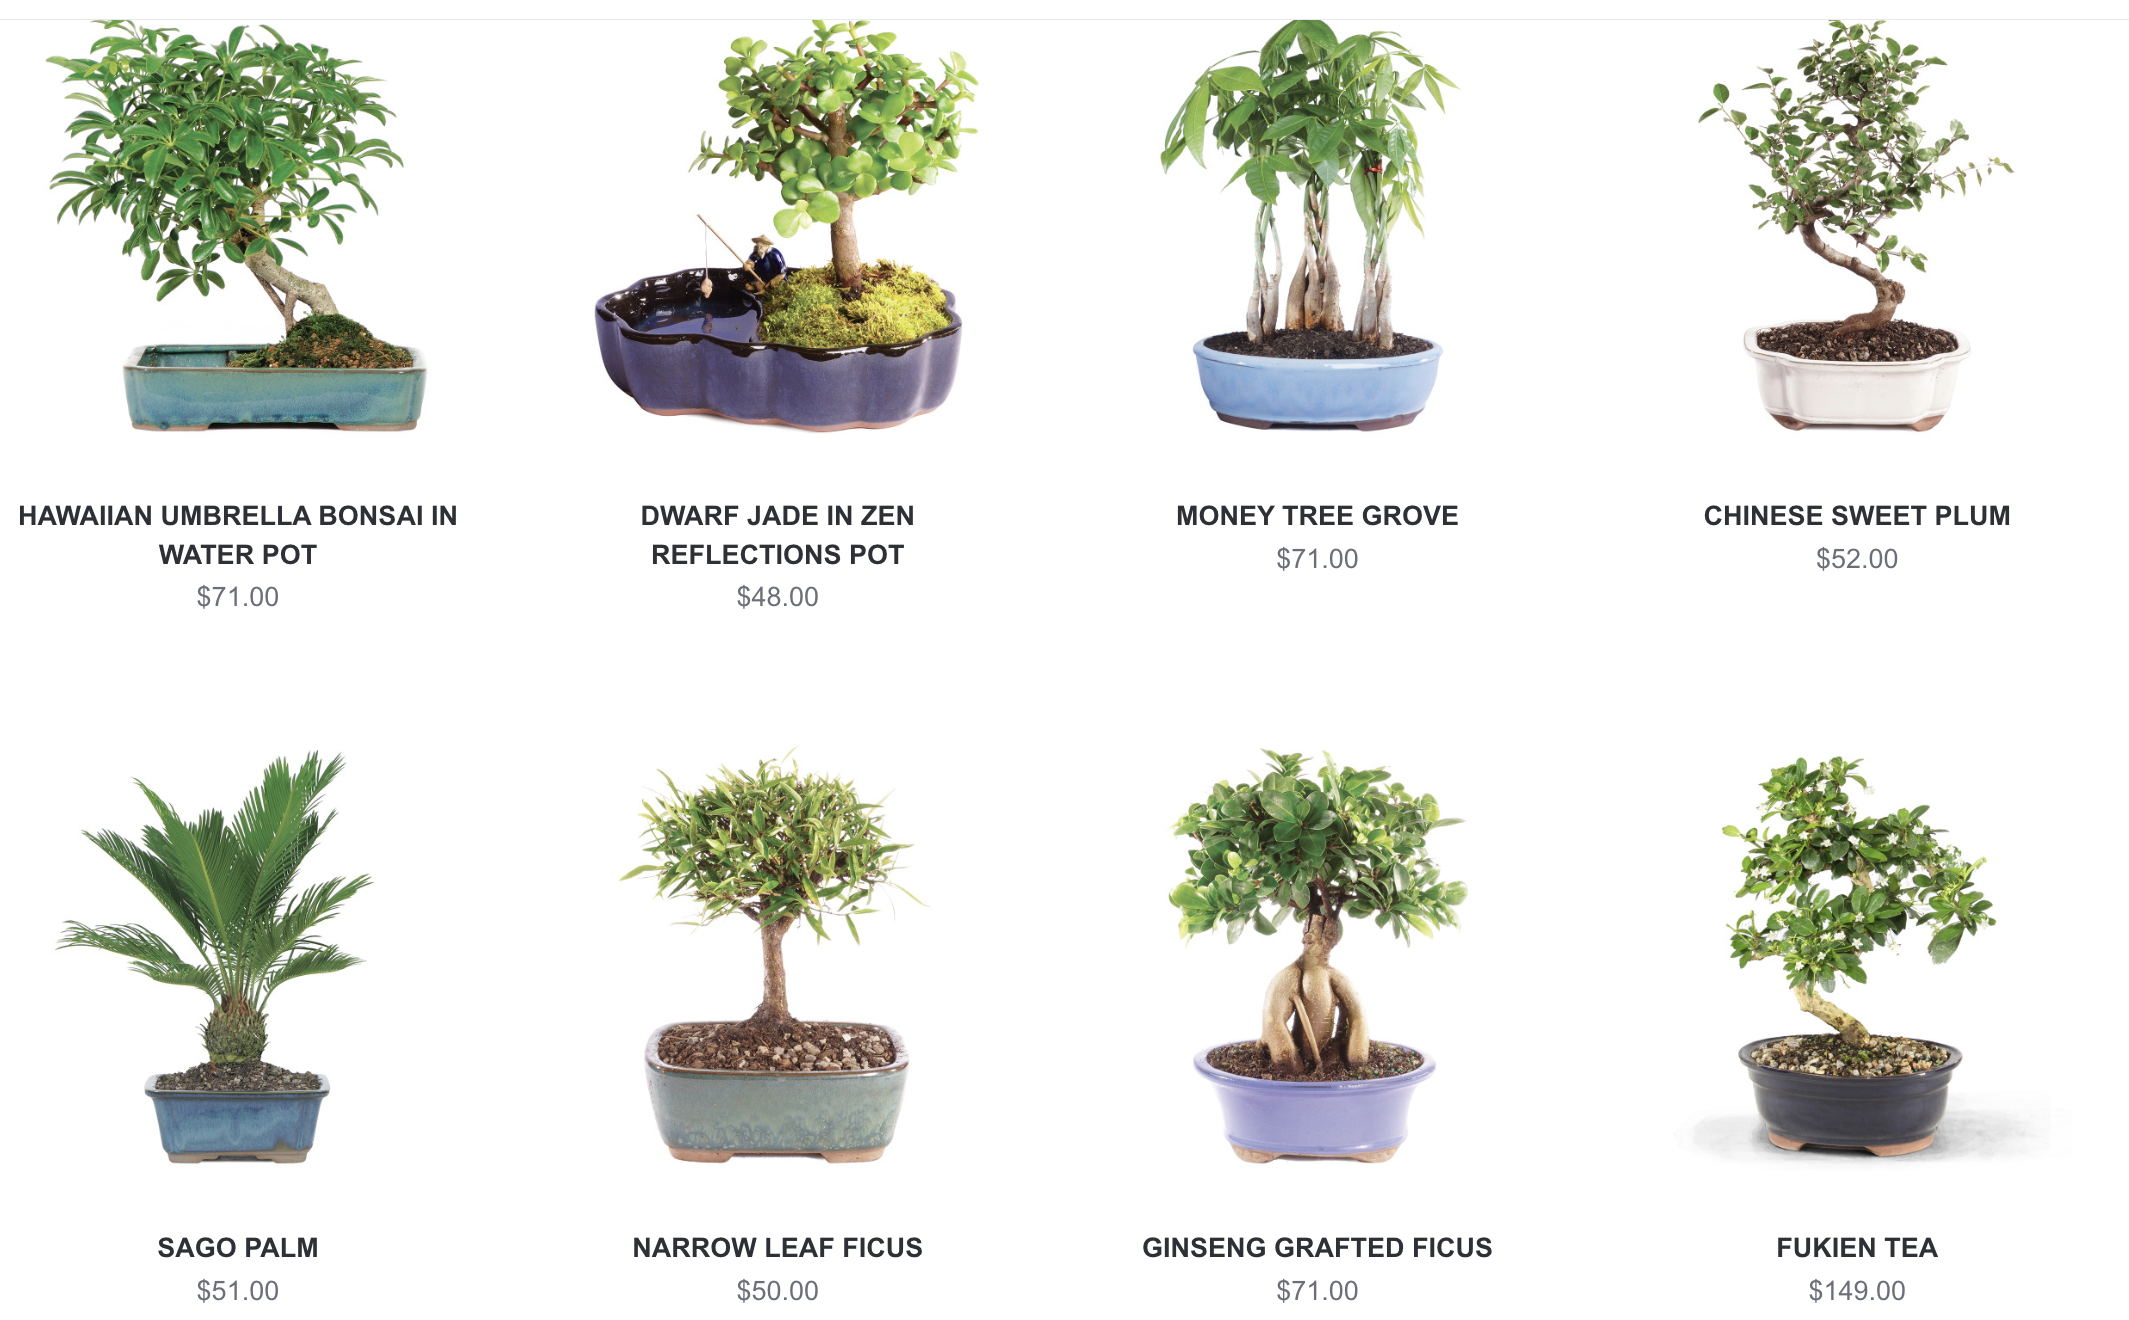 HAWAIIAN UMBRELLA BONSAI IN
WATER POT
$71.00
DWARF JADE IN ZEN
REFLECTIONS POT
$48.00
MONEY TREE GROVE
$71.00
CHINESE SWEET PLUM
$52.00
SAGO PALM
$51.00
NARROW LEAF FICUS
$50.00
GINSENG GRAFTED FICUS
$71.00
FUKIEN TEA
$149.00